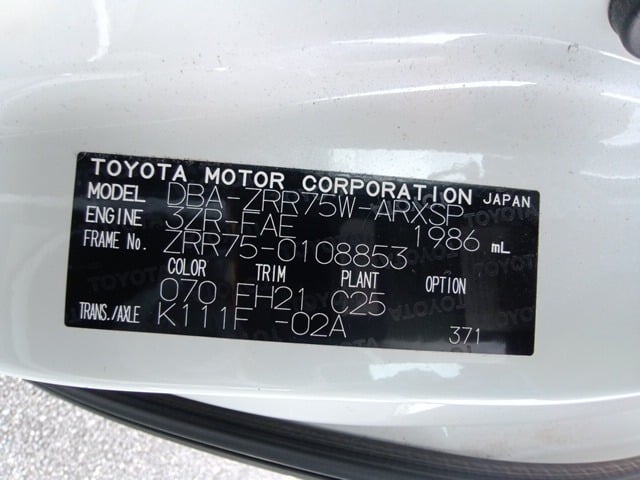 TOYOTA MOTOR CORPORATION JAPAN
MODEL DBA-ZRR75W-ARXSP
ENGINE 3ZR-FAE 1986 mL
FRAME No. ZRR75-0108853
COLOR TRIM PLANT OPTION
070 EH21 C25
TRANS./AXLE K111F -02A 371